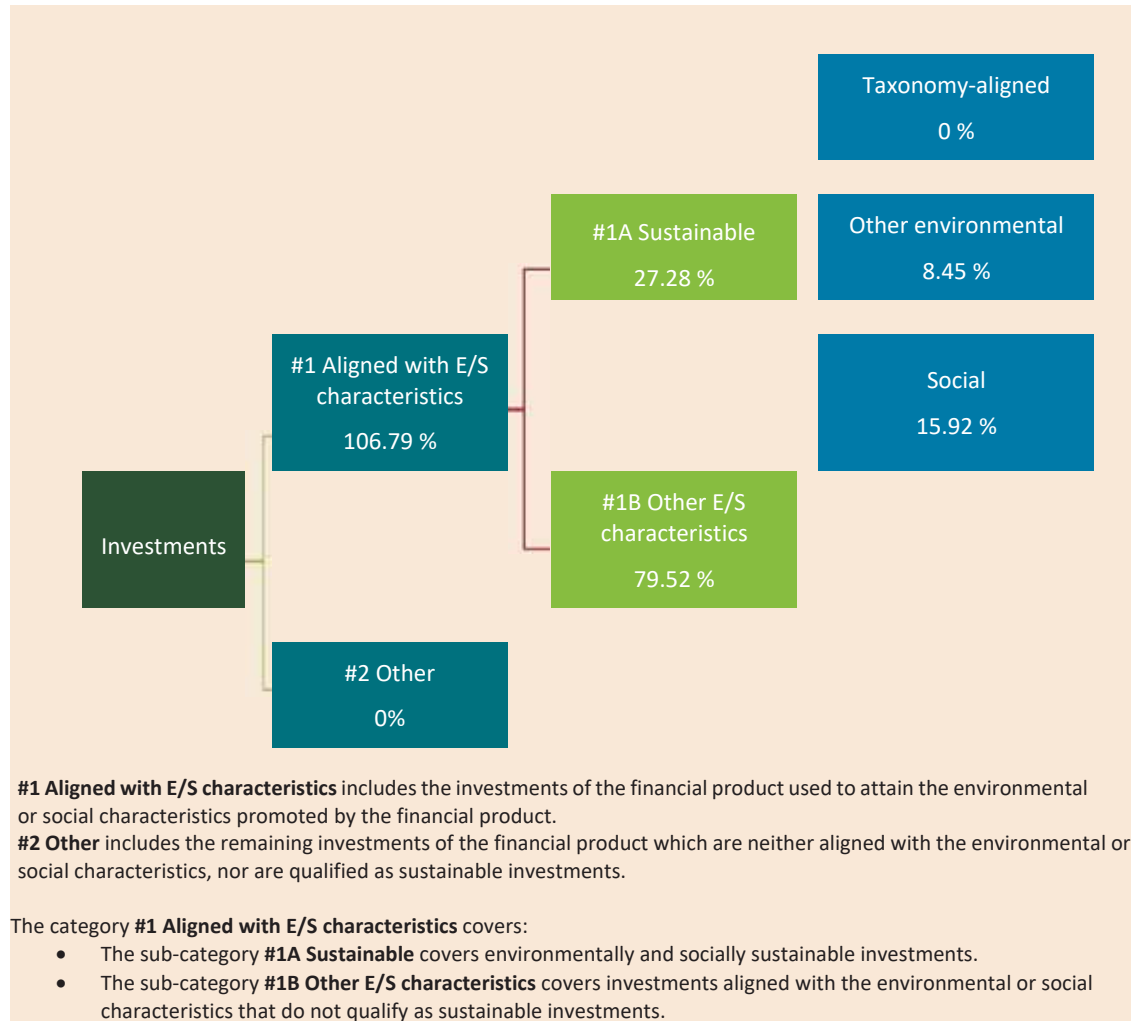 Taxonomy-aligned
0 %
#1A Sustainable
27.28 %
Other environmental
8.45 %
#1 Aligned with E/S
characteristics
106.79 %
Social
15.92 %
Investments
#1B Other E/S
characteristics
79.52 %
#2 Other
0%
#1 Aligned with E/S characteristics includes the investments of the financial product used to attain the environmental
or social characteristics promoted by the financial product.
#2 Other includes the remaining investments of the financial product which are neither aligned with the environmental or
social characteristics, nor are qualified as sustainable investments.
The category #1 Aligned with E/S characteristics covers:
• The sub-category #1A Sustainable covers environmentally and socially sustainable investments.
• The sub-category #1B Other E/S characteristics covers investments aligned with the environmental or social
characteristics that do not qualify as sustainable investments.